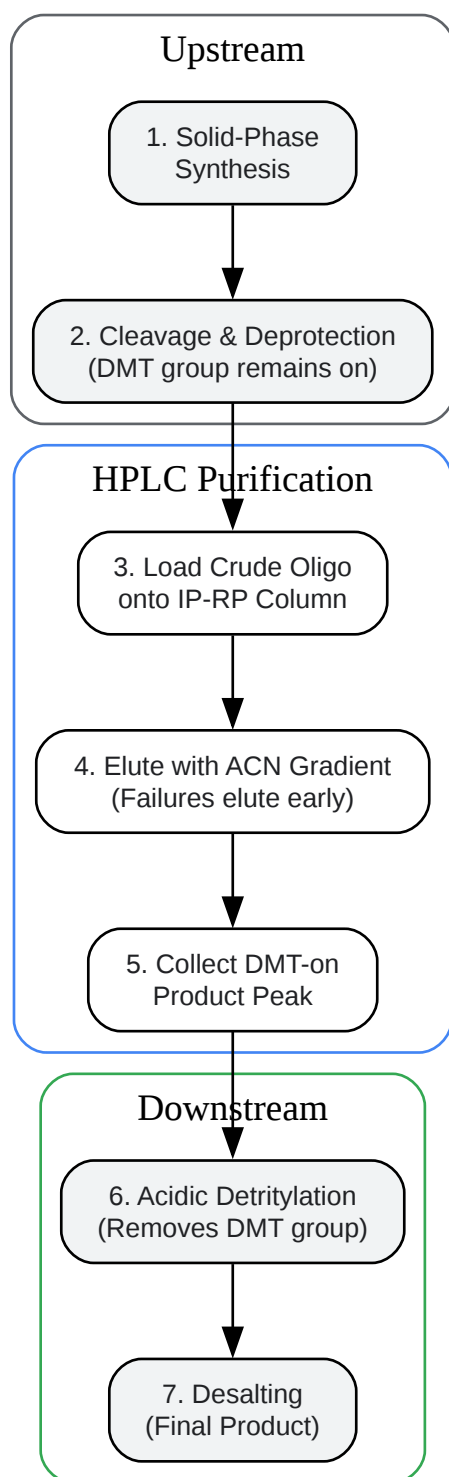 Upstream
1. Solid-Phase
Synthesis
2. Cleavage & Deprotection
(DMT group remains on)
HPLC Purification
3. Load Crude Oligo
onto IP-RP Column
4. Elute with ACN Gradient
(Failures elute early)
5. Collect DMT-on
Product Peak
Downstream
6. Acidic Detritylation
(Removes DMT group)
7. Desalting
(Final Product)